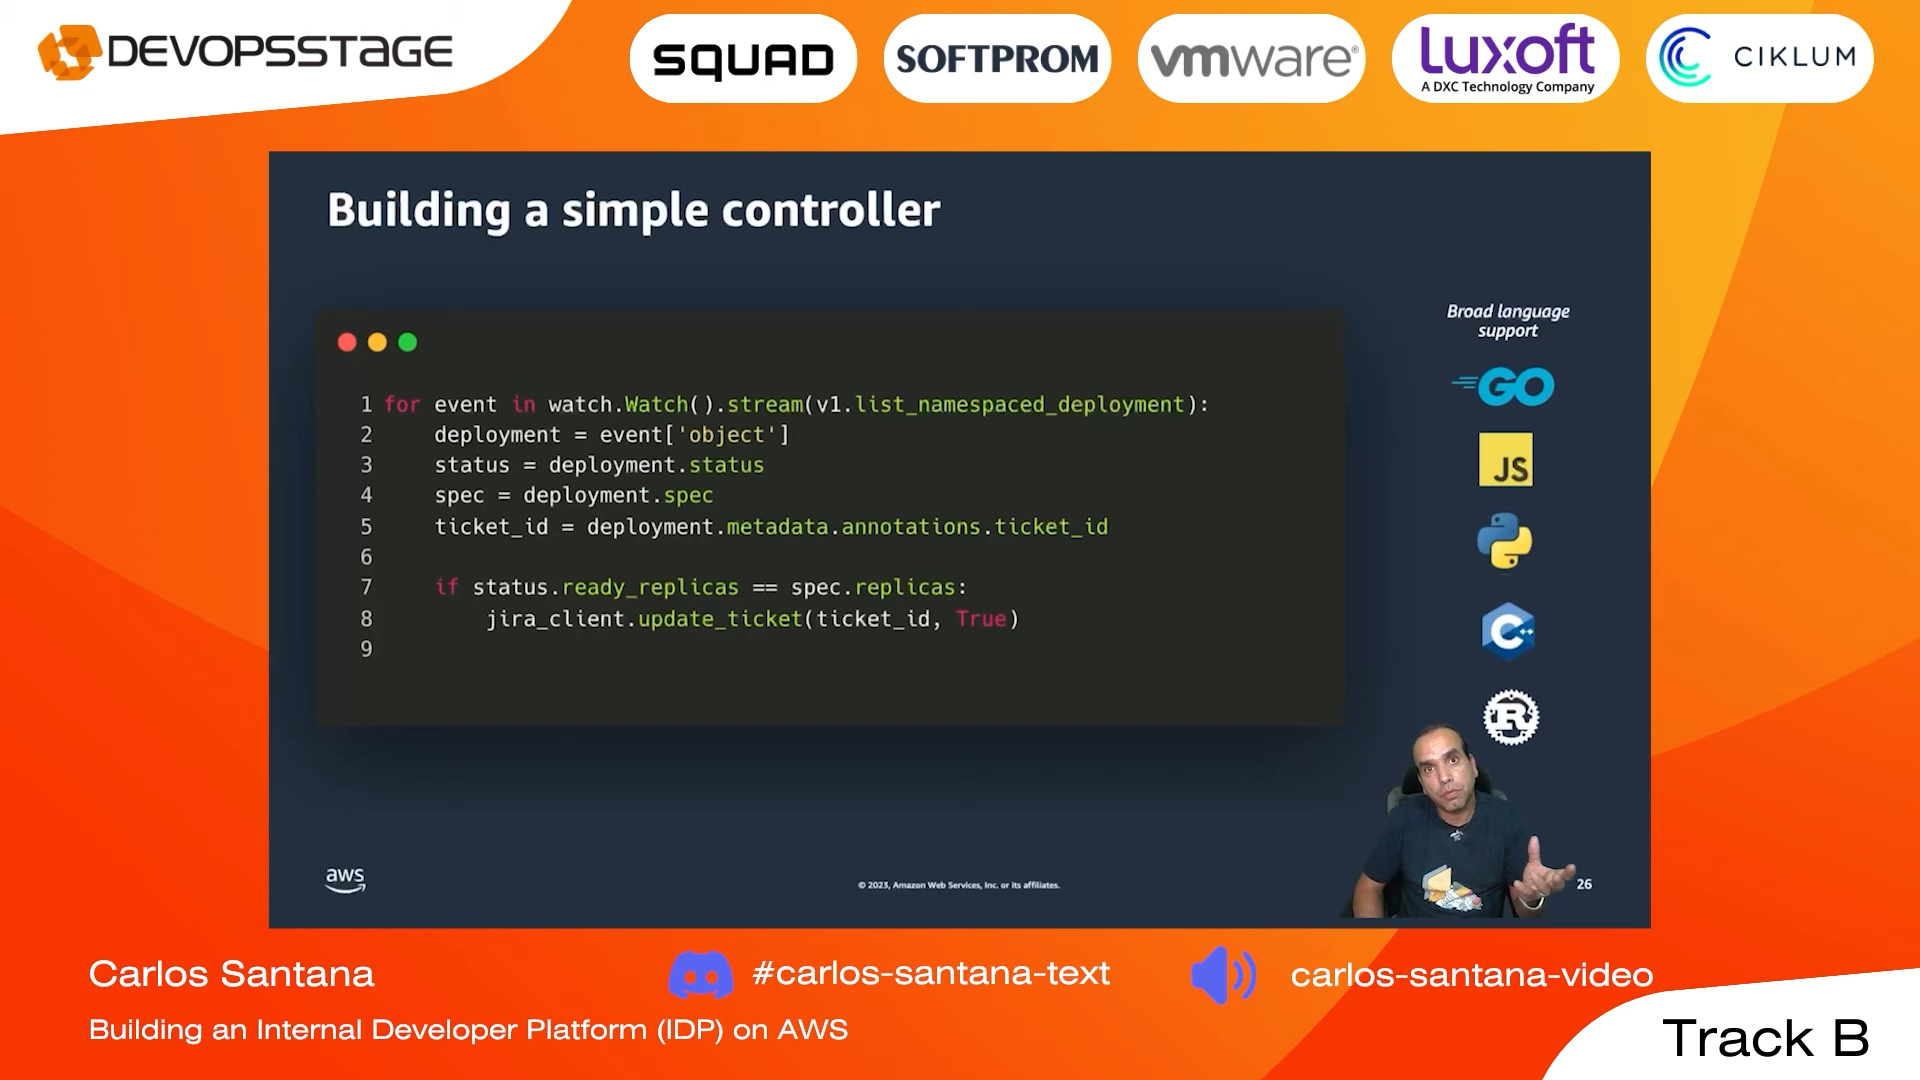 DEVOPSSTAGE
SQUAD
SOFTPROM
vmware®
Luxoft
A DXC Technology Company
CIKLUM
Building a simple controller
Broad language
support
GO
JS
C++
R
1 for event in watch.Watch().stream(v1.list_namespaced_deployment):
2 deployment = event['object']
3 status = deployment.status
4 spec = deployment.spec
5 ticket_id = deployment.metadata.annotations.ticket_id
6
7 if status.ready_replicas == spec.replicas:
8 jira_client.update_ticket(ticket_id, True)
9
aws
© 2023, Amazon Web Services, Inc. or its affiliates.
26
Carlos Santana
#carlos-santana-text
carlos-santana-video
Building an Internal Developer Platform (IDP) on AWS
Track B